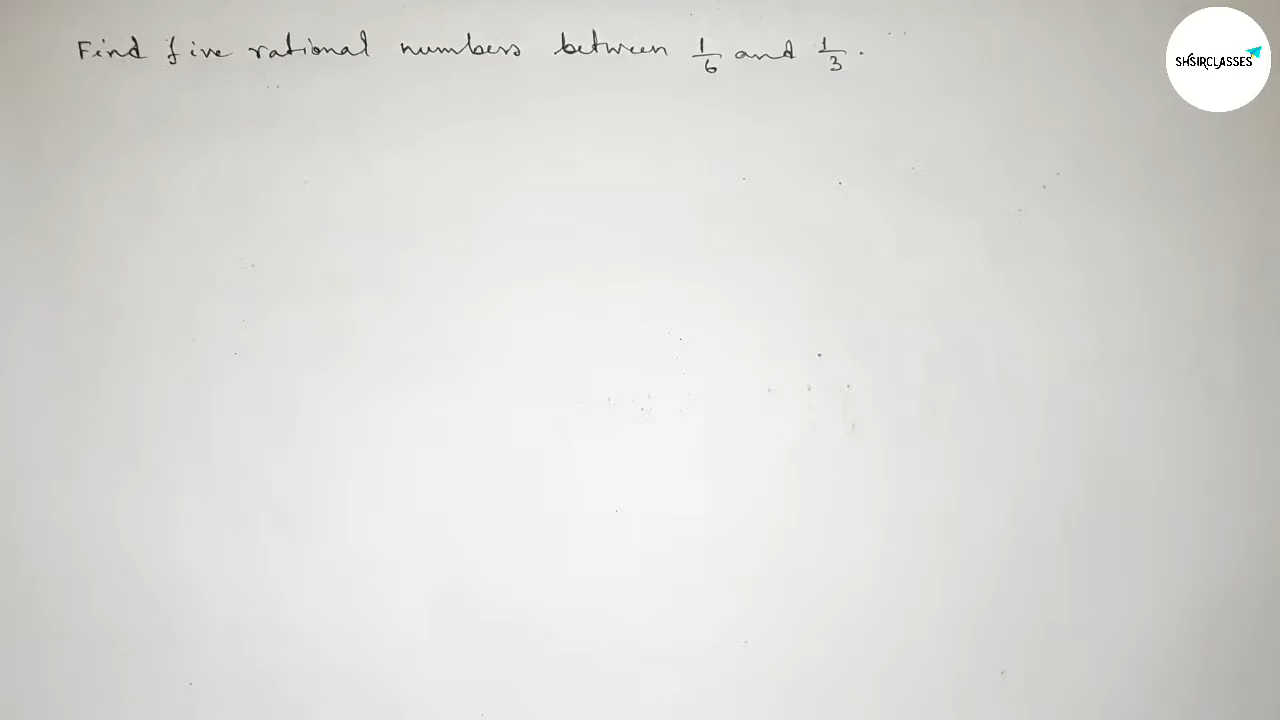 Find five rational numbers between 1/6 and 1/3.
SHSIRCLASSES